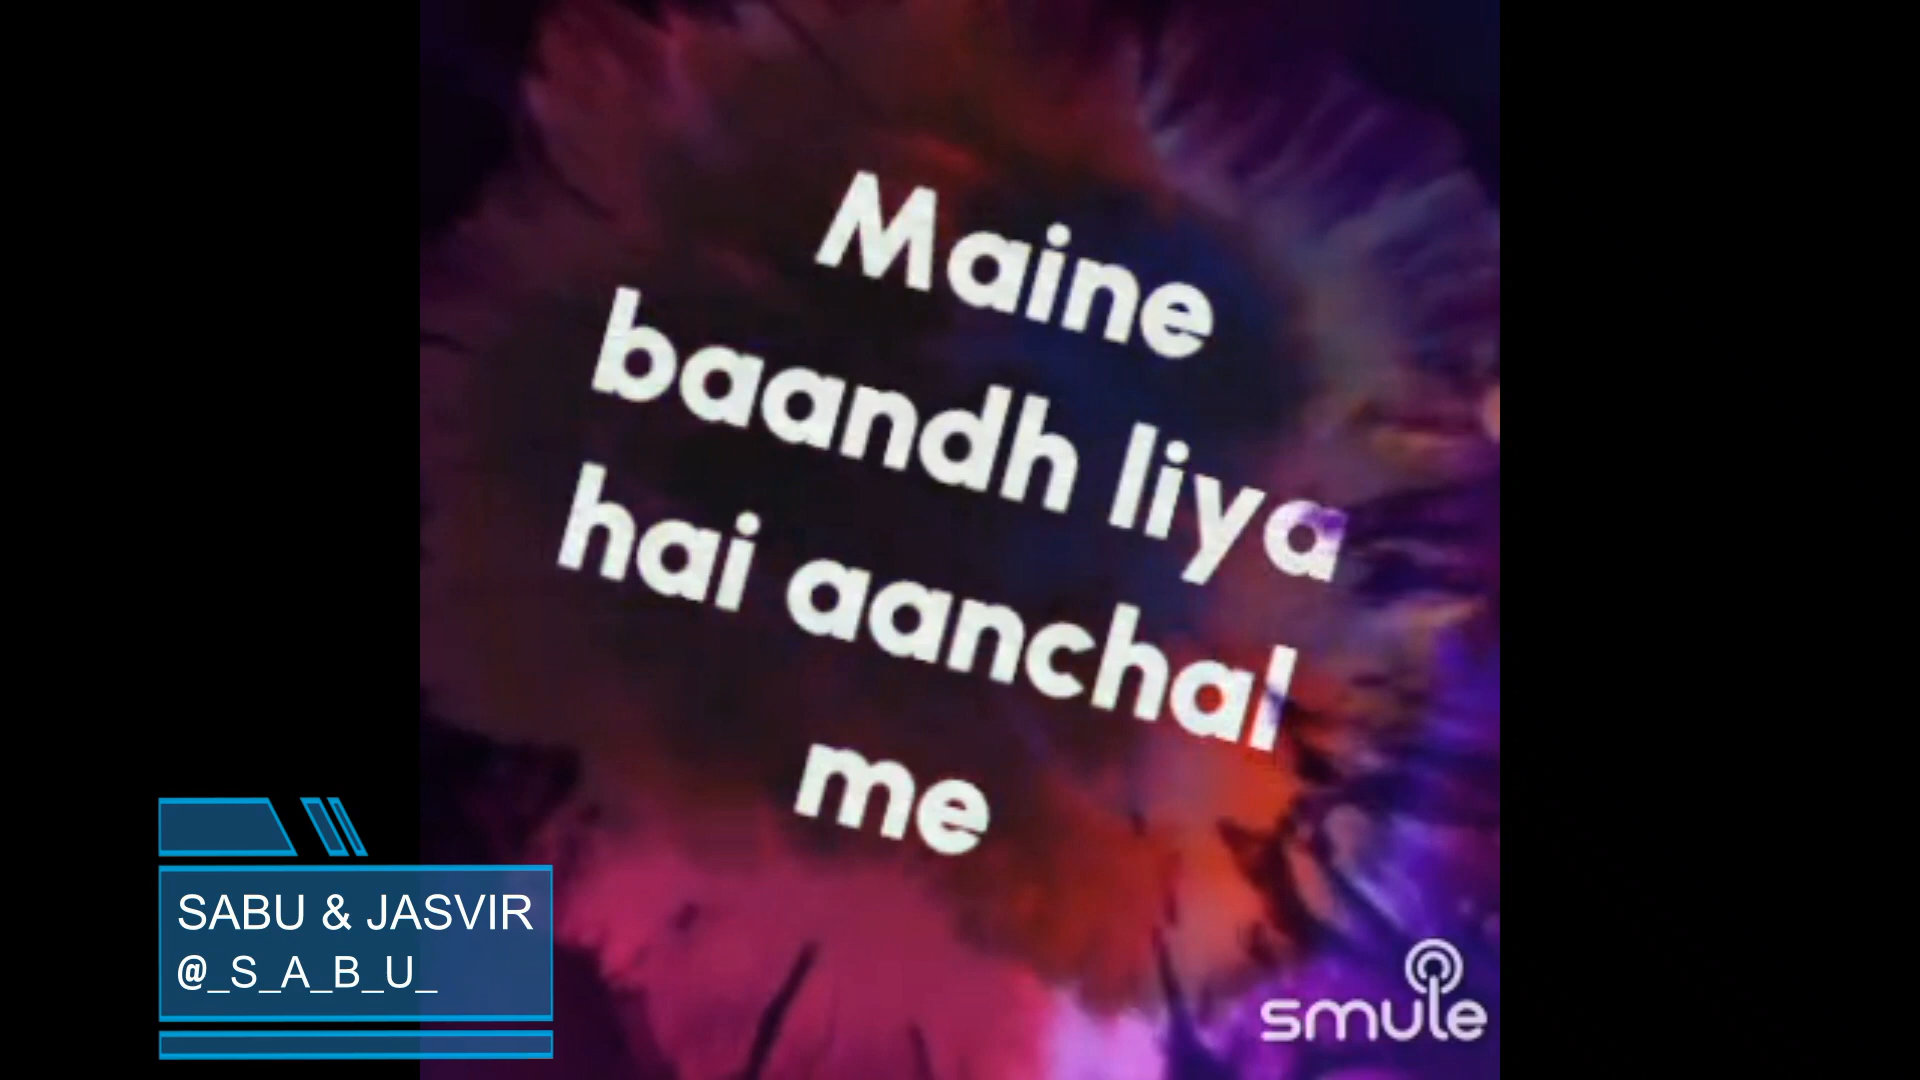 Maine
baandh liya
hai aanchal
me
SABU & JASVIR
@_S_A_B_U_
smule